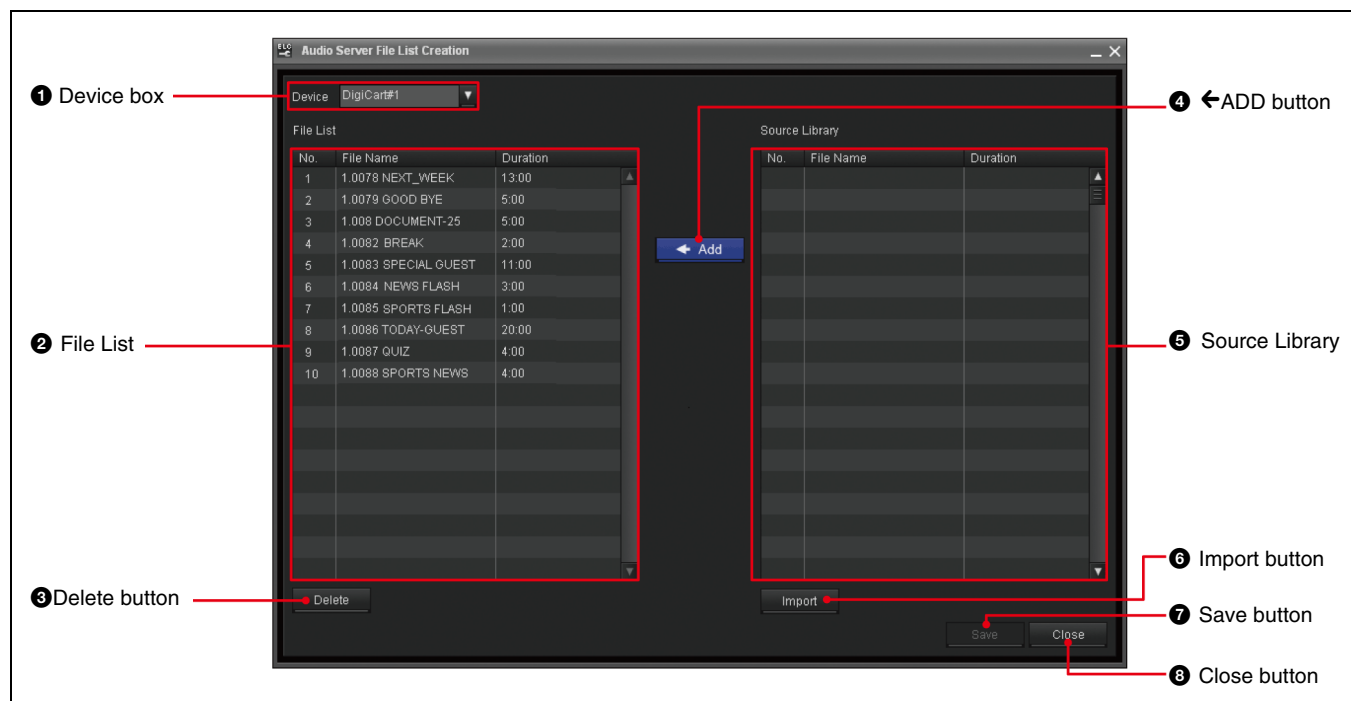 ELC Audio Server File List Creation
❶ Device box
Device DigiCart#1
❹ ←ADD button
File List
Source Library
No. File Name Duration
1 1.0078 NEXT_WEEK 13:00
2 1.0079 GOOD BYE 5:00
3 1.008 DOCUMENT-25 5:00
4 1.0082 BREAK 2:00
5 1.0083 SPECIAL GUEST 11:00
6 1.0084 NEWS FLASH 3:00
7 1.0085 SPORTS FLASH 1:00
8 1.0086 TODAY-GUEST 20:00
9 1.0087 QUIZ 4:00
10 1.0088 SPORTS NEWS 4:00
← Add
No. File Name Duration
❷ File List
❺ Source Library
❸Delete button
Delete
Import
❻ Import button
Save
Close
❼ Save button
❽ Close button